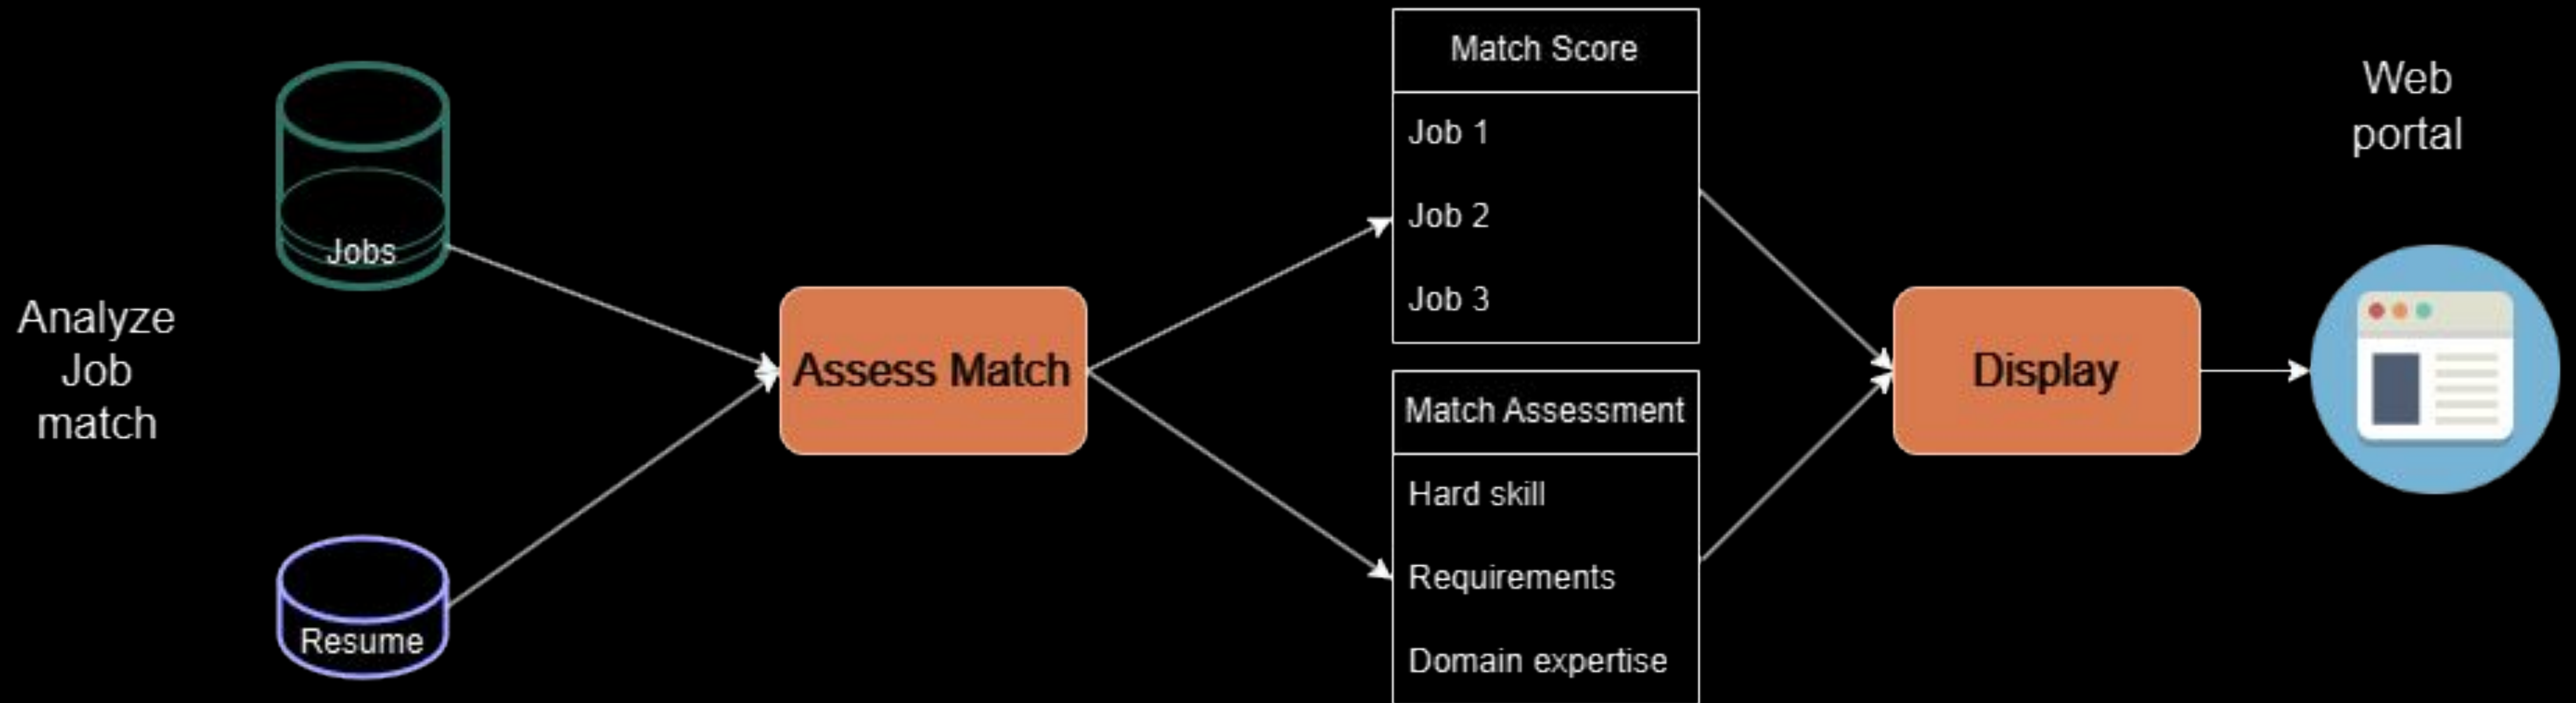 Analyze
Job
match
Jobs
Resume
Assess Match
Match Score
Job 1
Job 2
Job 3
Match Assessment
Hard skill
Requirements
Domain expertise
Display
Web
portal